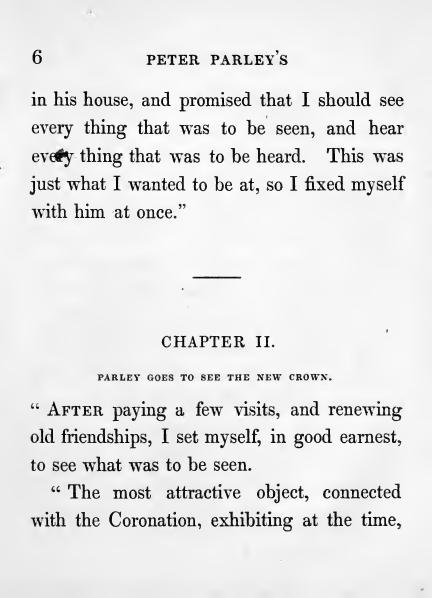 6 PETER PARLEY'S
in his house, and promised that I should see
every thing that was to be seen, and hear
every thing that was to be heard. This was
just what I wanted to be at, so I fixed myself
with him at once.”
CHAPTER II.
PARLEY GOES TO SEE THE NEW CROWN.
“ AFTER paying a few visits, and renewing
old friendships, I set myself, in good earnest,
to see what was to be seen.
“ The most attractive object, connected
with the Coronation, exhibiting at the time,